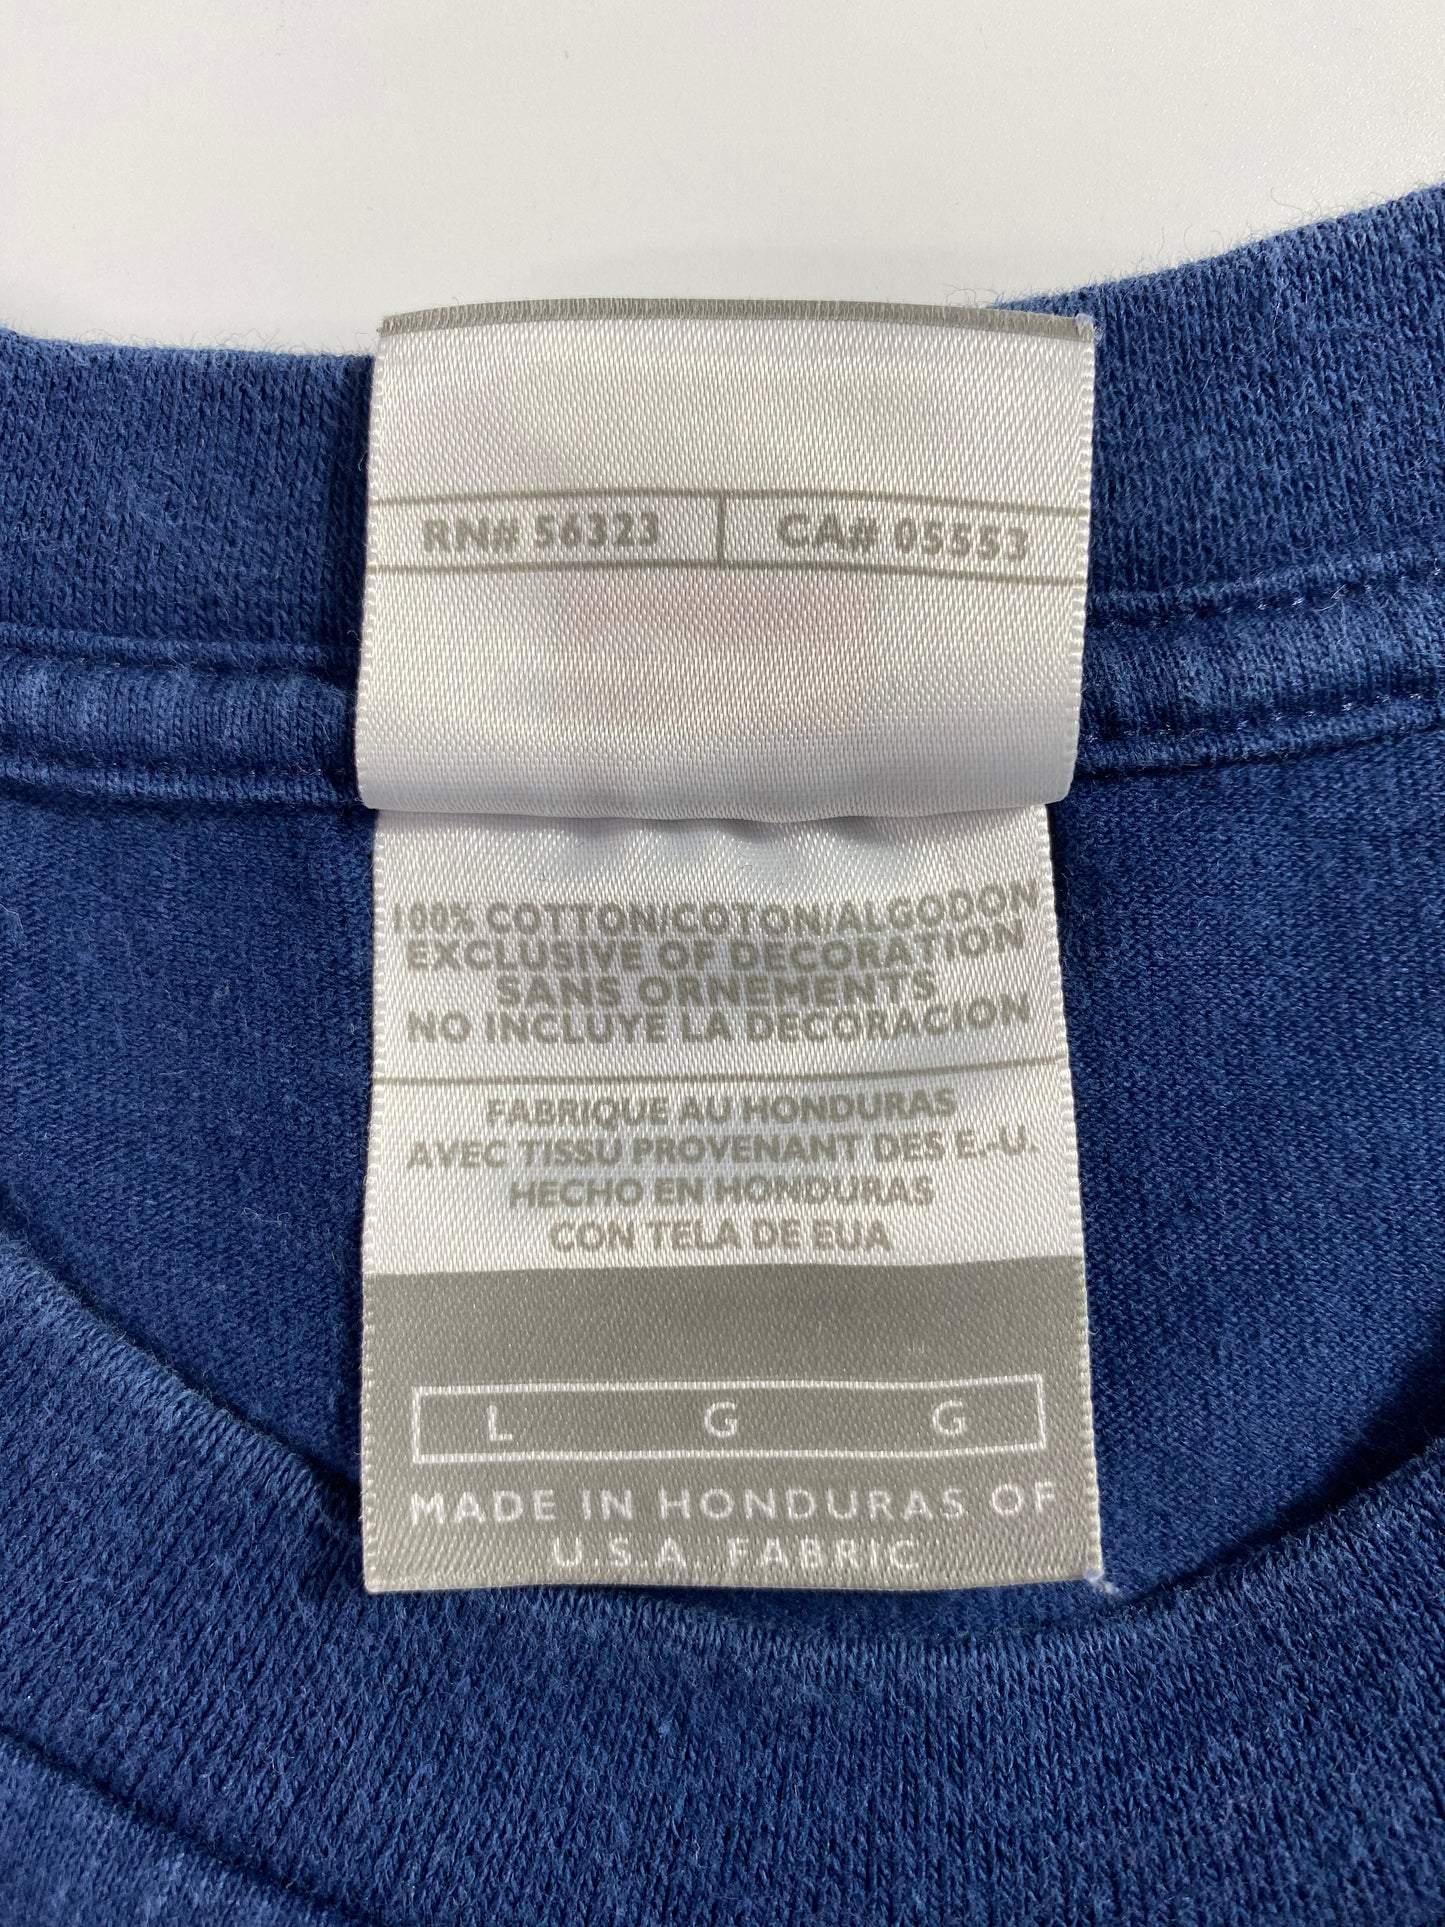 RN# 56323 CA# 05553
100% COTTON/COTON/ALGODON
EXCLUSIVE OF DECORATION
SANS ORNEMENTS
NO INCLUYE LA DECORACION
FABRIQUE AU HONDURAS
AVEC TISSU PROVENANT DES E.-U.
HECHO EN HONDURAS
CON TELA DE EUA
L G G
MADE IN HONDURAS OF
U.S.A. FABRIC